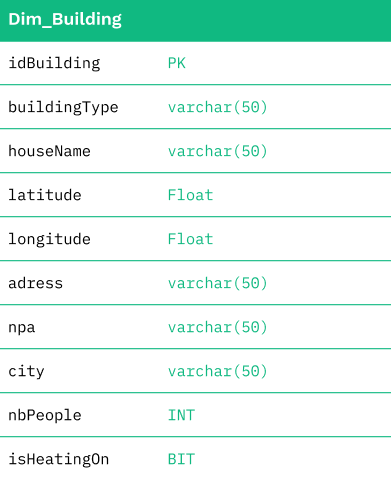 Dim_Building
idBuilding PK
buildingType varchar(50)
houseName varchar(50)
latitude Float
longitude Float
adress varchar(50)
npa varchar(50)
city varchar(50)
nbPeople INT
isHeatingOn BIT